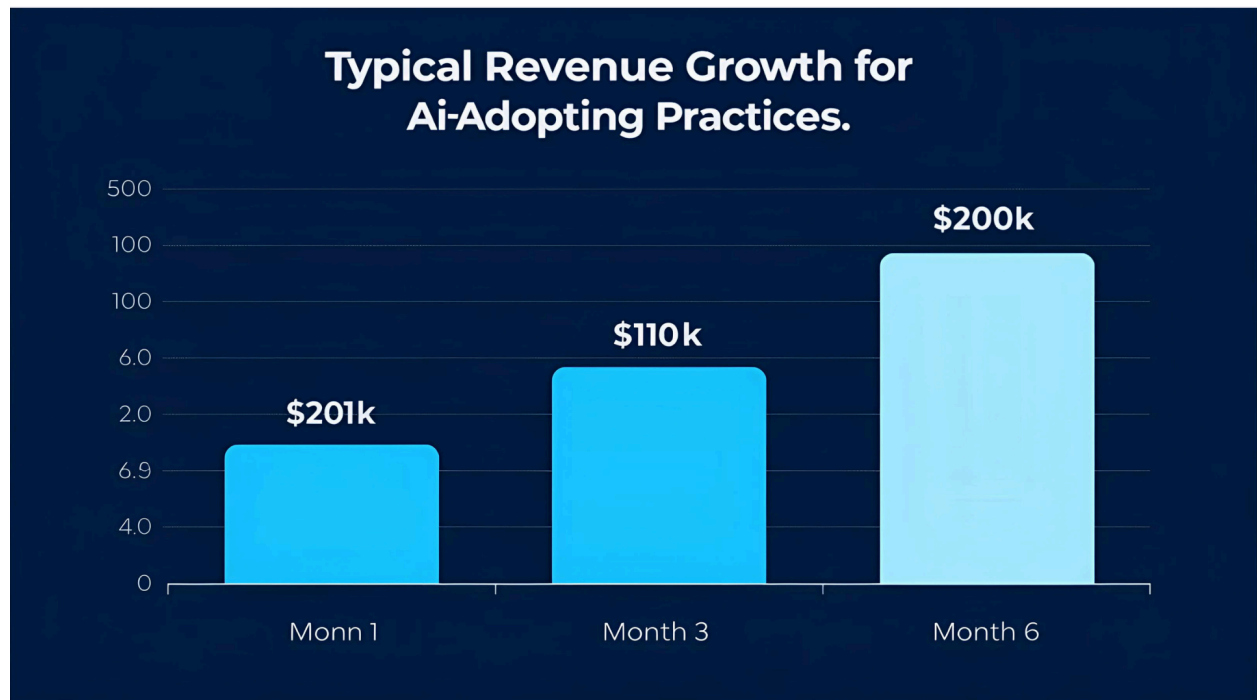 Typical Revenue Growth for
Ai-Adopting Practices.
500
100
100
6.0
2.0
6.9
4.0
0
$201k
$110k
$200k
Monn 1
Month 3
Month 6